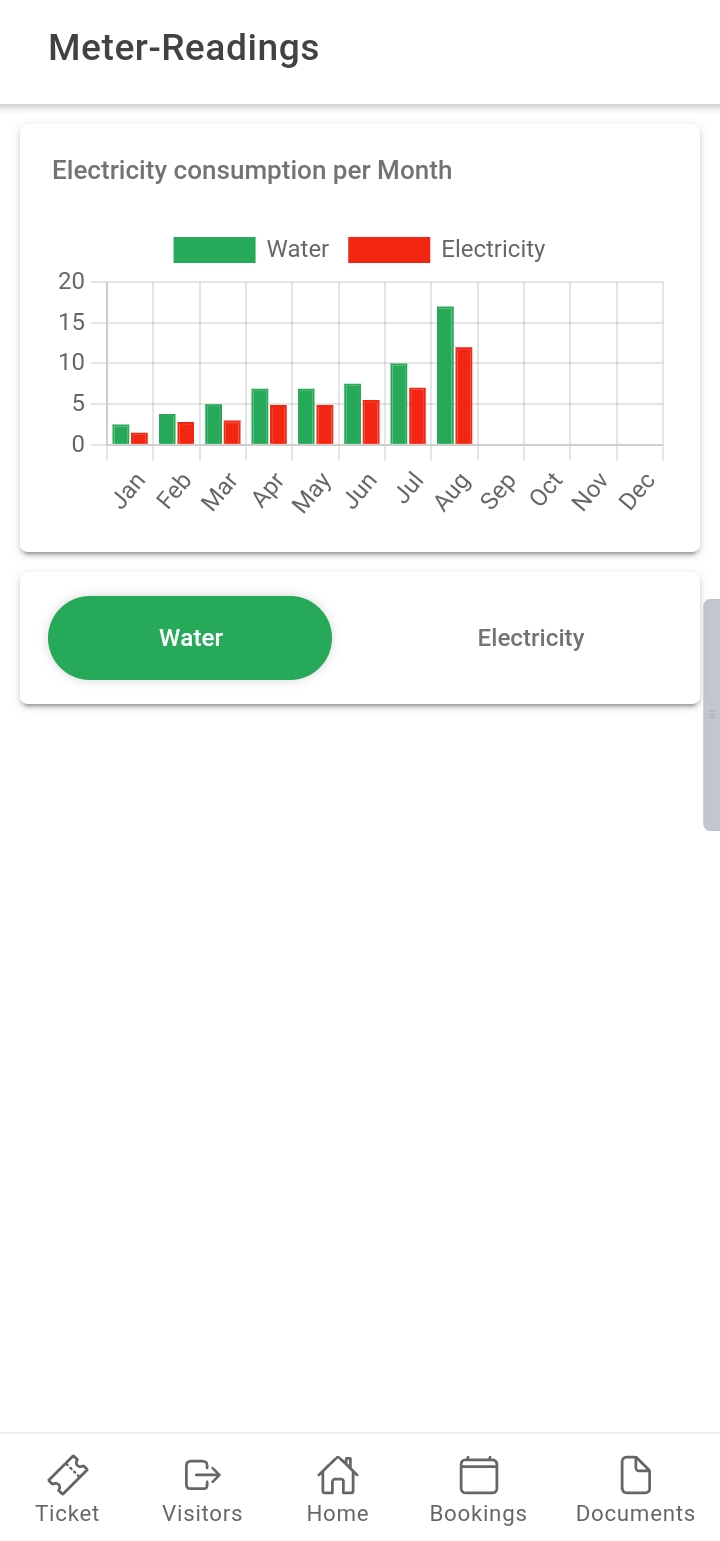 Meter-Readings
Electricity consumption per Month
Water Electricity
20
15
10
5
0
Jan Feb Mar Apr May Jun Jul Aug Sep Oct Nov Dec
Water Electricity
Ticket Visitors Home Bookings Documents